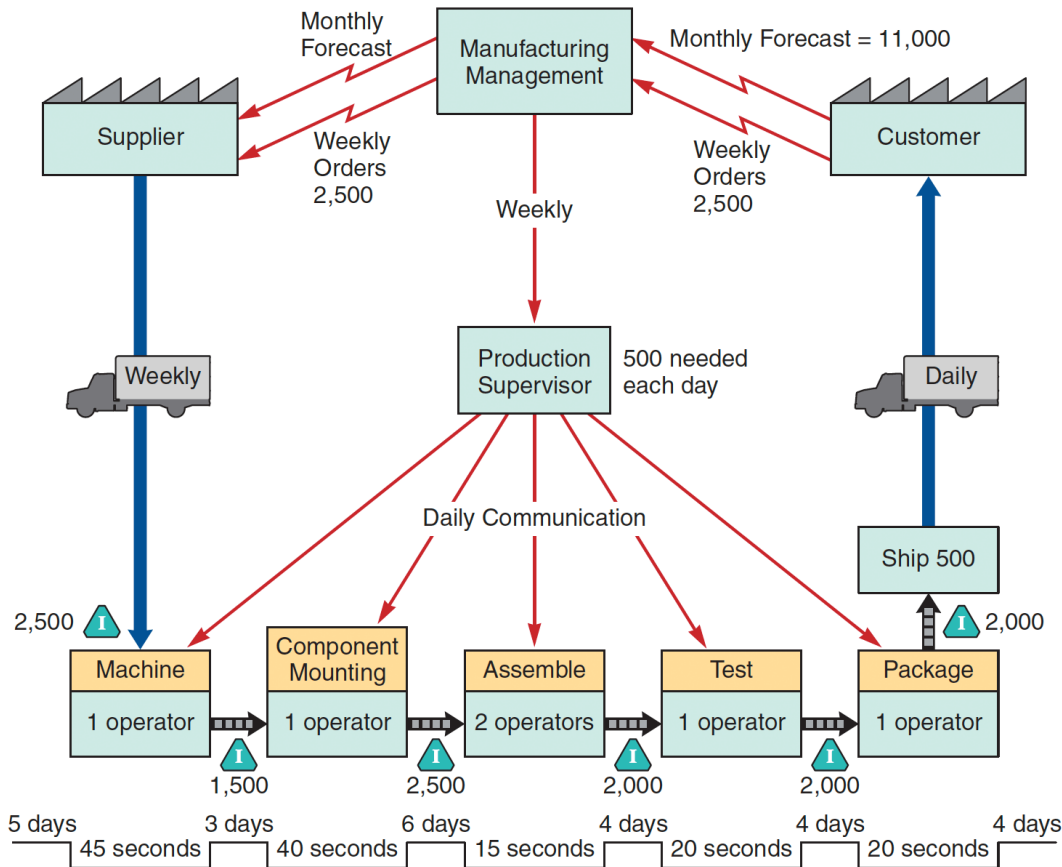 Monthly
Forecast
Manufacturing
Management
Monthly Forecast = 11,000
Supplier
Customer
Weekly
Orders
2,500
Weekly
Orders
2,500
Weekly
Production
Supervisor
500 needed
each day
Weekly
Daily
Daily Communication
Ship 500
2,500
I
I
2,000
Machine
Component
Mounting
Assemble
Test
Package
1 operator
1 operator
2 operators
1 operator
1 operator
I
I
I
I
1,500
2,500
2,000
2,000
5 days
3 days
6 days
4 days
4 days
4 days
45 seconds
40 seconds
15 seconds
20 seconds
20 seconds